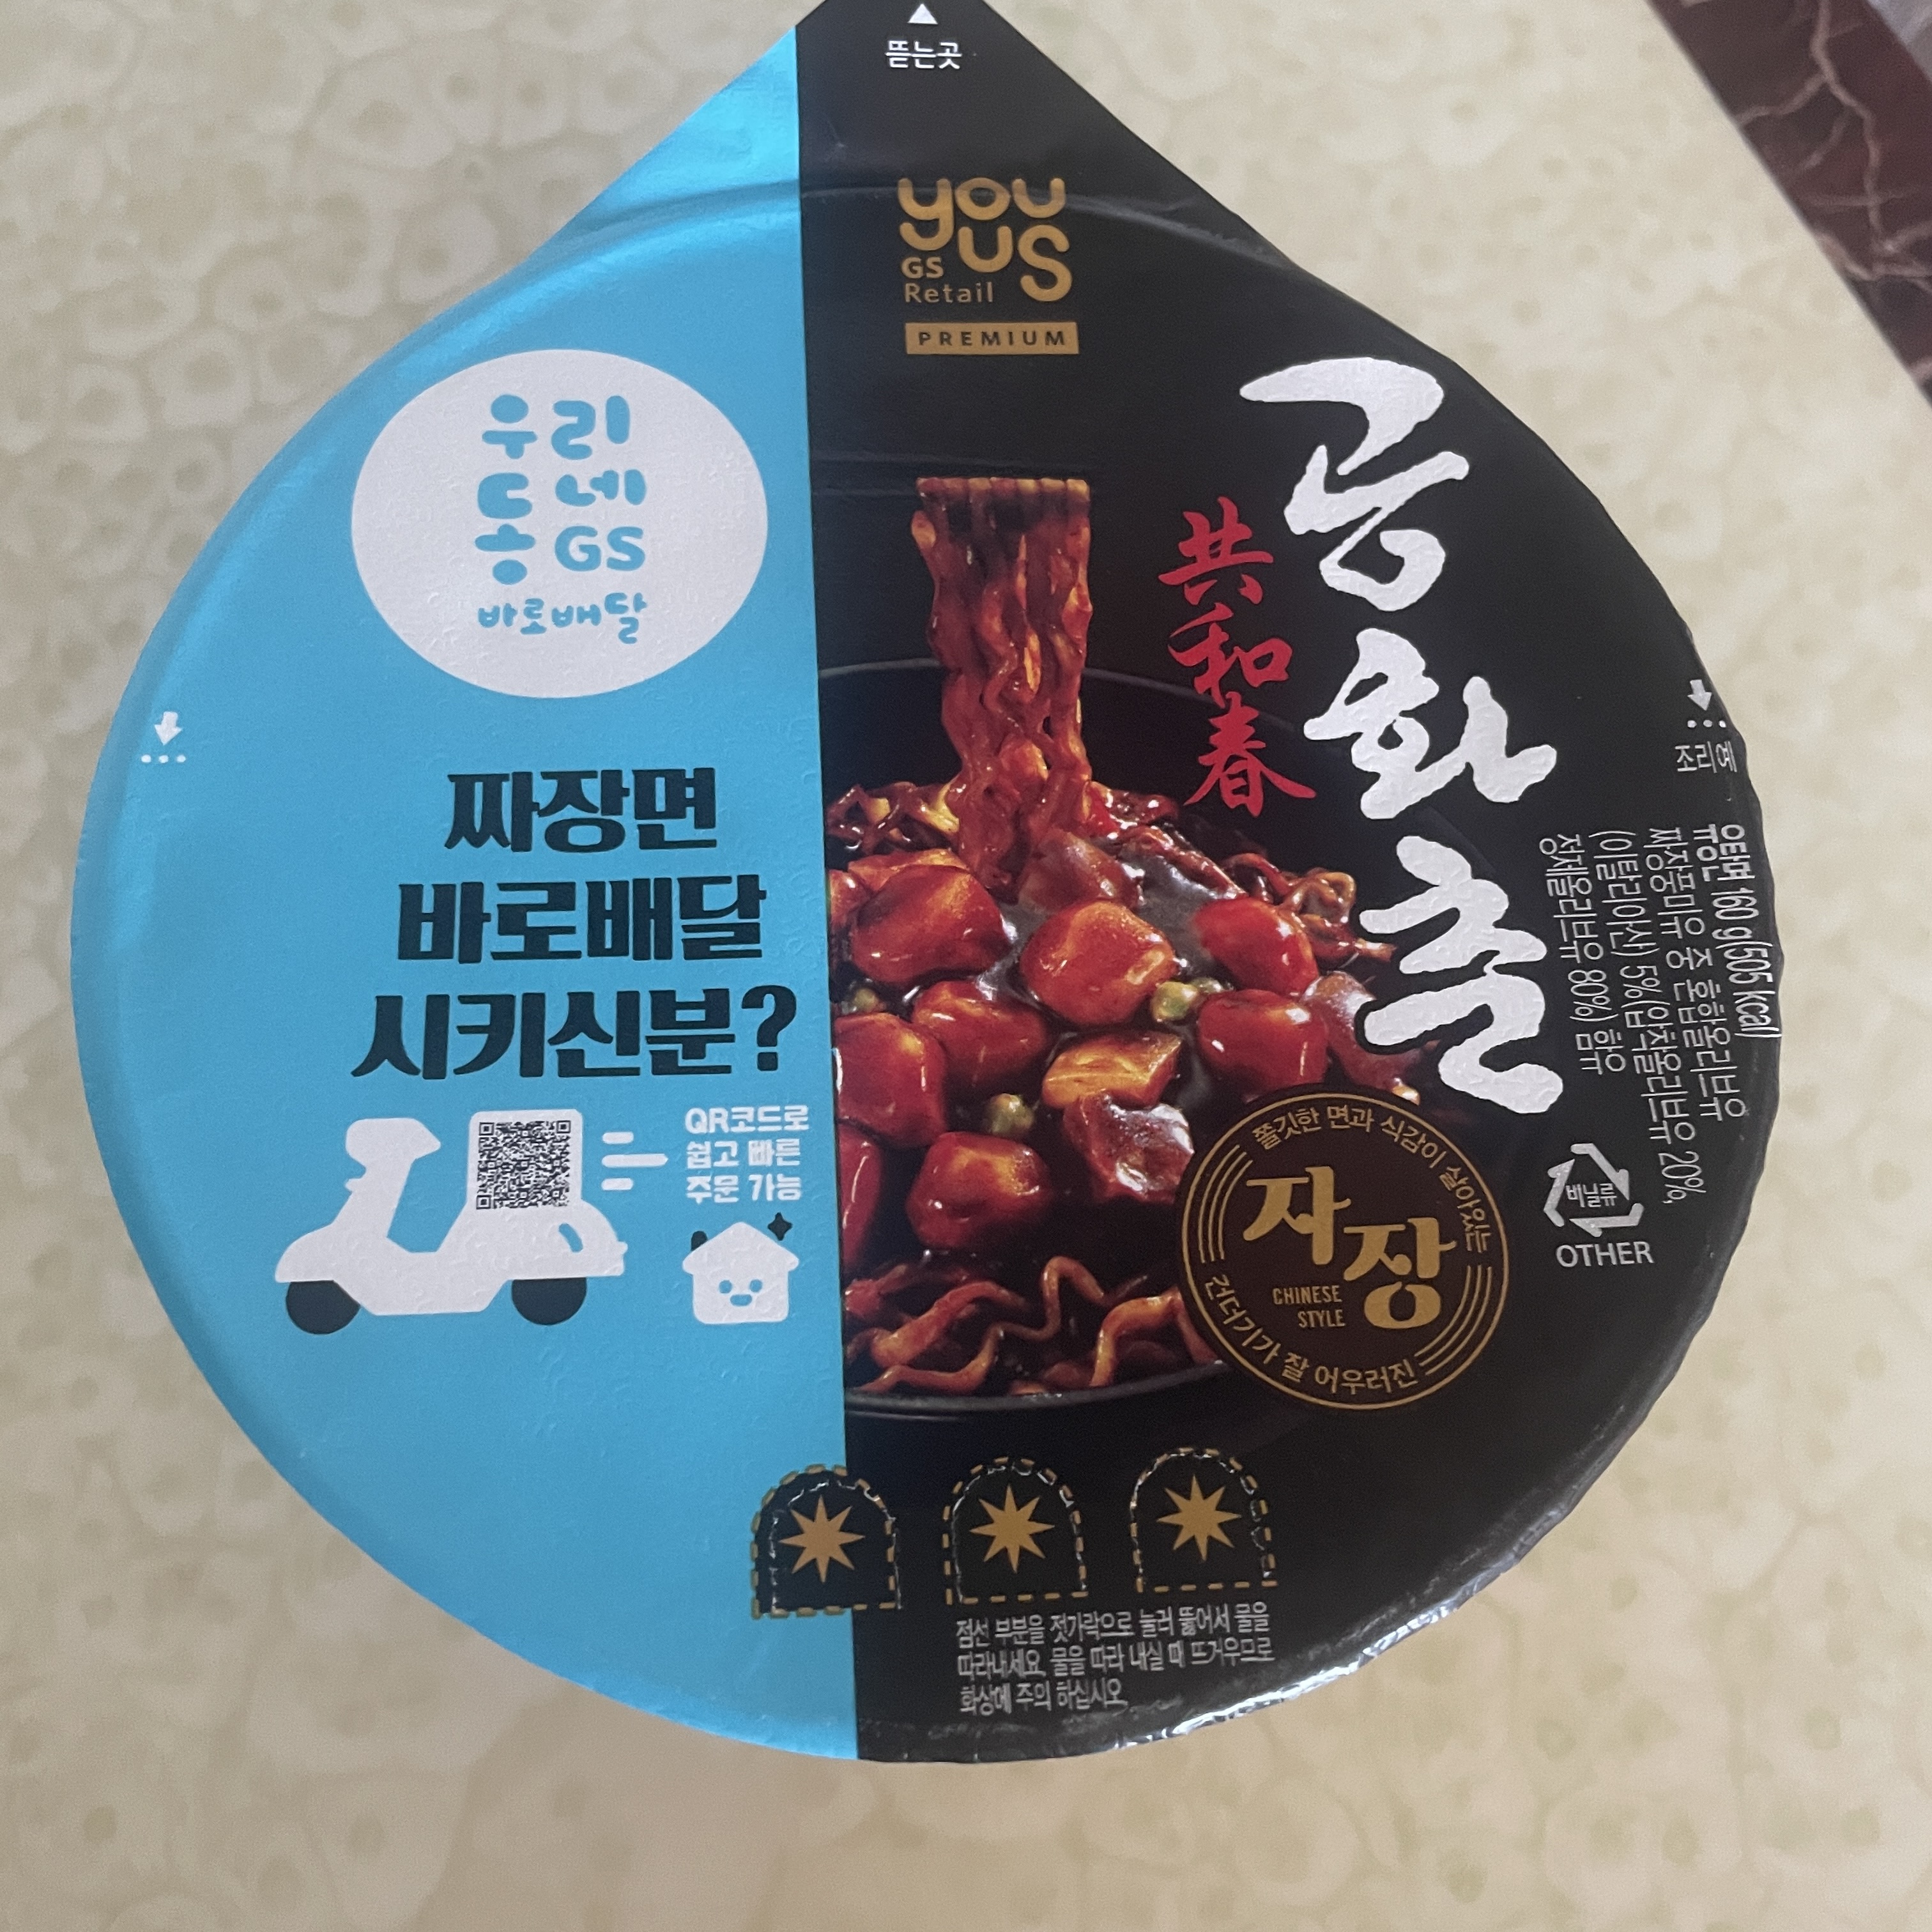 뜯는곳
you
us
GS
Retail
PREMIUM
우리
동네
GS
바로배달
짜장면
바로배달
시키신분?
QR코드로
쉽고 빠른
주문 가능
공화춘
共和春
쫄깃한 면과 식감이 살아있는
자장
CHINESE
STYLE
건더기가 잘 어우러진
조리 후
유탕면 160 g(505 kcal)
짜장풍미유 중 혼합올리브유
(이탈리아산) 5%(압착올리브유 20%,
정제올리브유 80%) 함유
비닐류
OTHER
점선 부분을 젓가락으로 눌러 뚫어서 물을
따라내세요. 물을 따라 내실 때 뜨거우므로
화상에 주의 하십시오.